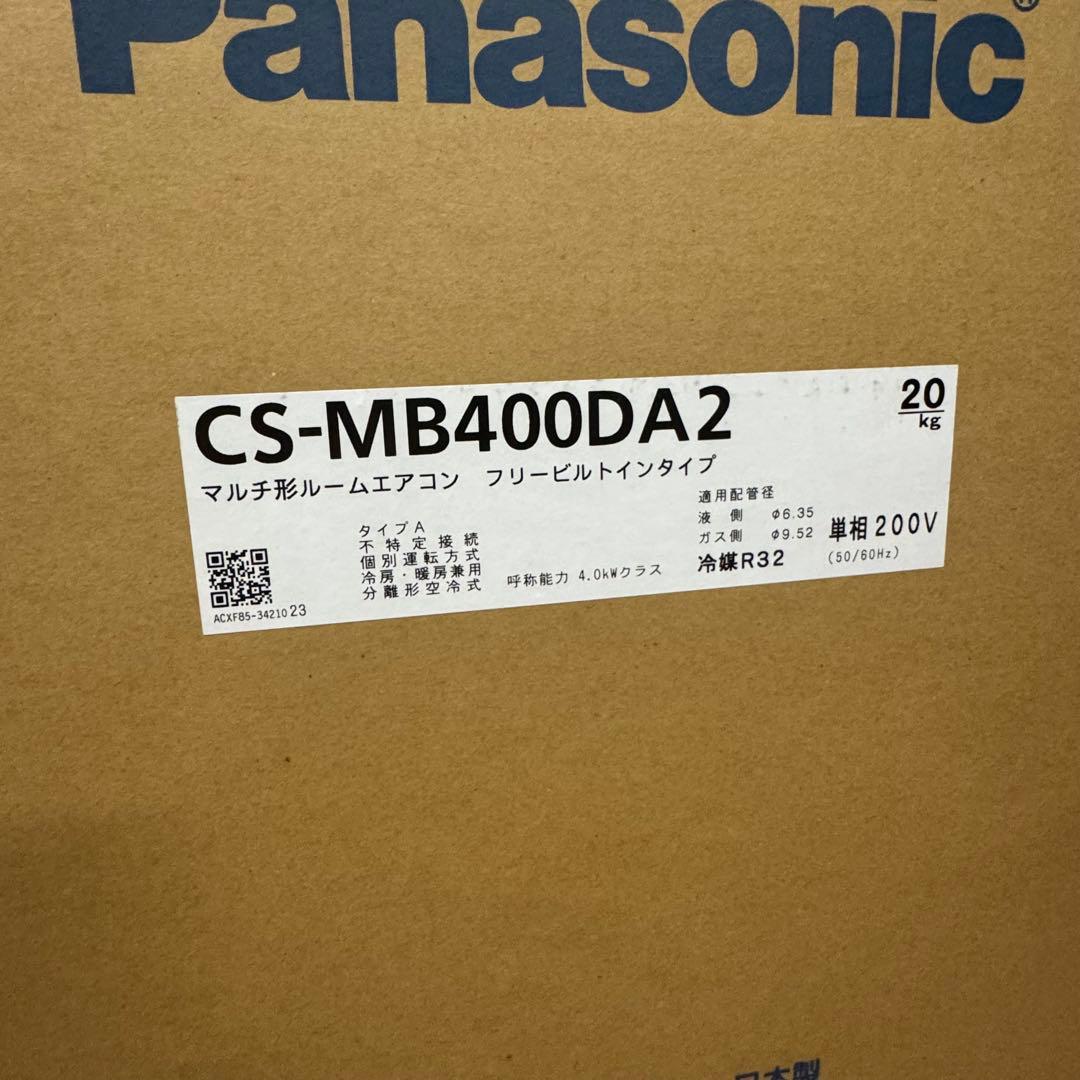 Panasonic®
CS-MB400DA2
20
kg
マルチ形ルームエアコン フリービルトインタイプ
タイプA
不特定接続
個別運転方式
冷房・暖房兼用
分離形空冷式
呼称能力 4.0kWクラス
適用配管径
液 側 φ6.35
ガス側 φ9.52
冷媒R32
単相200V
(50/60Hz)
ACXF85-3421023
日本製